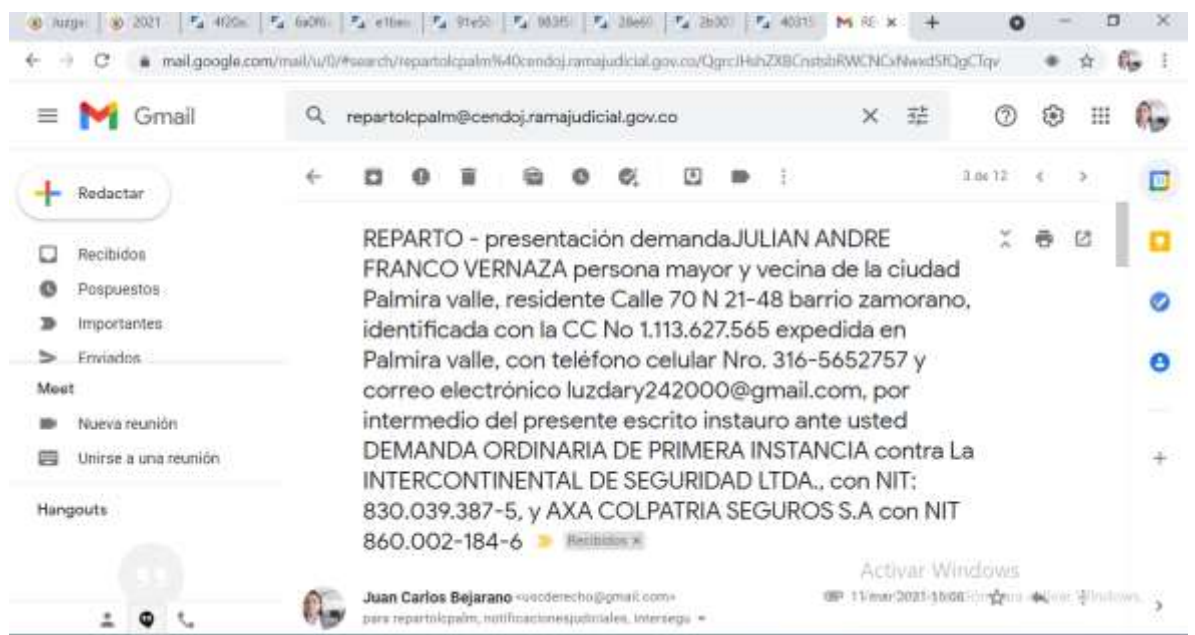 2021
mail.google.com/mail/u/0/#search/repartolcpalm%40cendoj.ramajudicial.gov.co/
Gmail
repartolcpalm@cendoj.ramajudicial.gov.co
Redactar
3 de 12
Recibidos
Pospuestos
Importantes
Enviados
Meet
Nueva reunión
Unirse a una reunión
Hangouts
REPARTO - presentación demandaJULIAN ANDRE
FRANCO VERNAZA persona mayor y vecina de la ciudad
Palmira valle, residente Calle 70 N 21-48 barrio zamorano,
identificada con la CC No 1.113.627.565 expedida en
Palmira valle, con teléfono celular Nro. 316-5652757 y
correo electrónico luzdary242000@gmail.com, por
intermedio del presente escrito instauro ante usted
DEMANDA ORDINARIA DE PRIMERA INSTANCIA contra La
INTERCONTINENTAL DE SEGURIDAD LTDA., con NIT:
830.039.387-5, y AXA COLPATRIA SEGUROS S.A con NIT
860.002-184-6 Recibidos ×
Activar Windows
Juan Carlos Bejarano
para repartolcpalm, notificacionesjudiciales, Intersegu